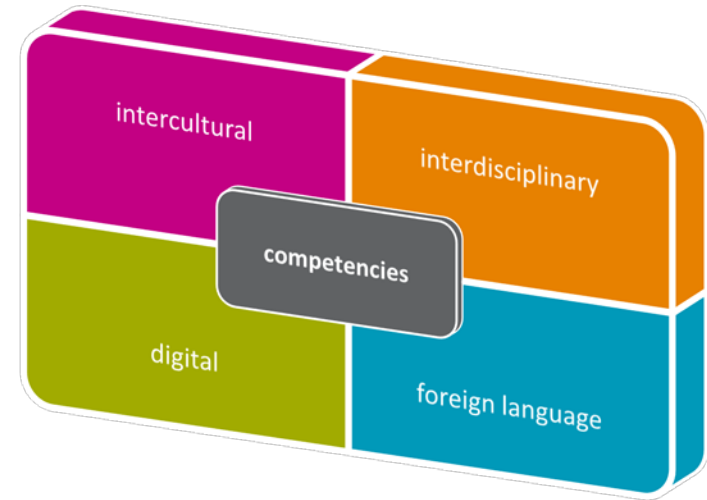 intercultural
interdisciplinary
competencies
digital
foreign language